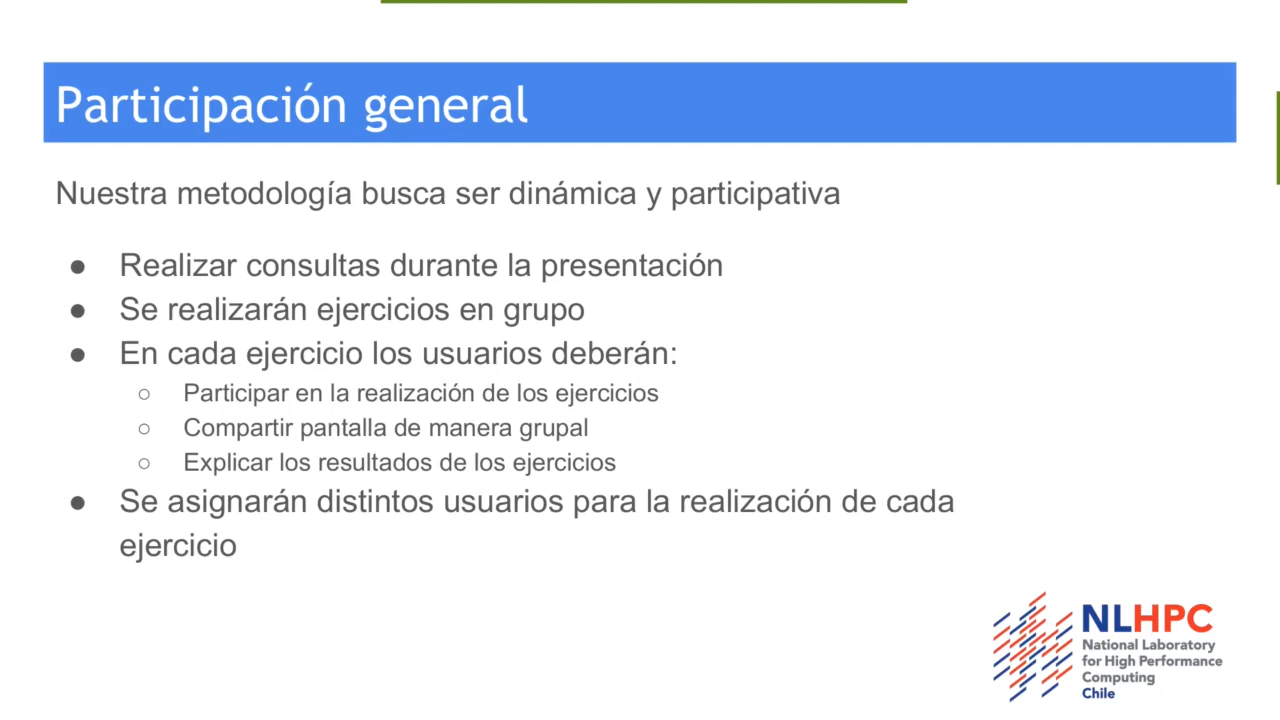 Participación general
Nuestra metodología busca ser dinámica y participativa
● Realizar consultas durante la presentación
● Se realizarán ejercicios en grupo
● En cada ejercicio los usuarios deberán:
○ Participar en la realización de los ejercicios
○ Compartir pantalla de manera grupal
○ Explicar los resultados de los ejercicios
● Se asignarán distintos usuarios para la realización de cada
ejercicio
NLHPC
National Laboratory
for High Performance
Computing
Chile